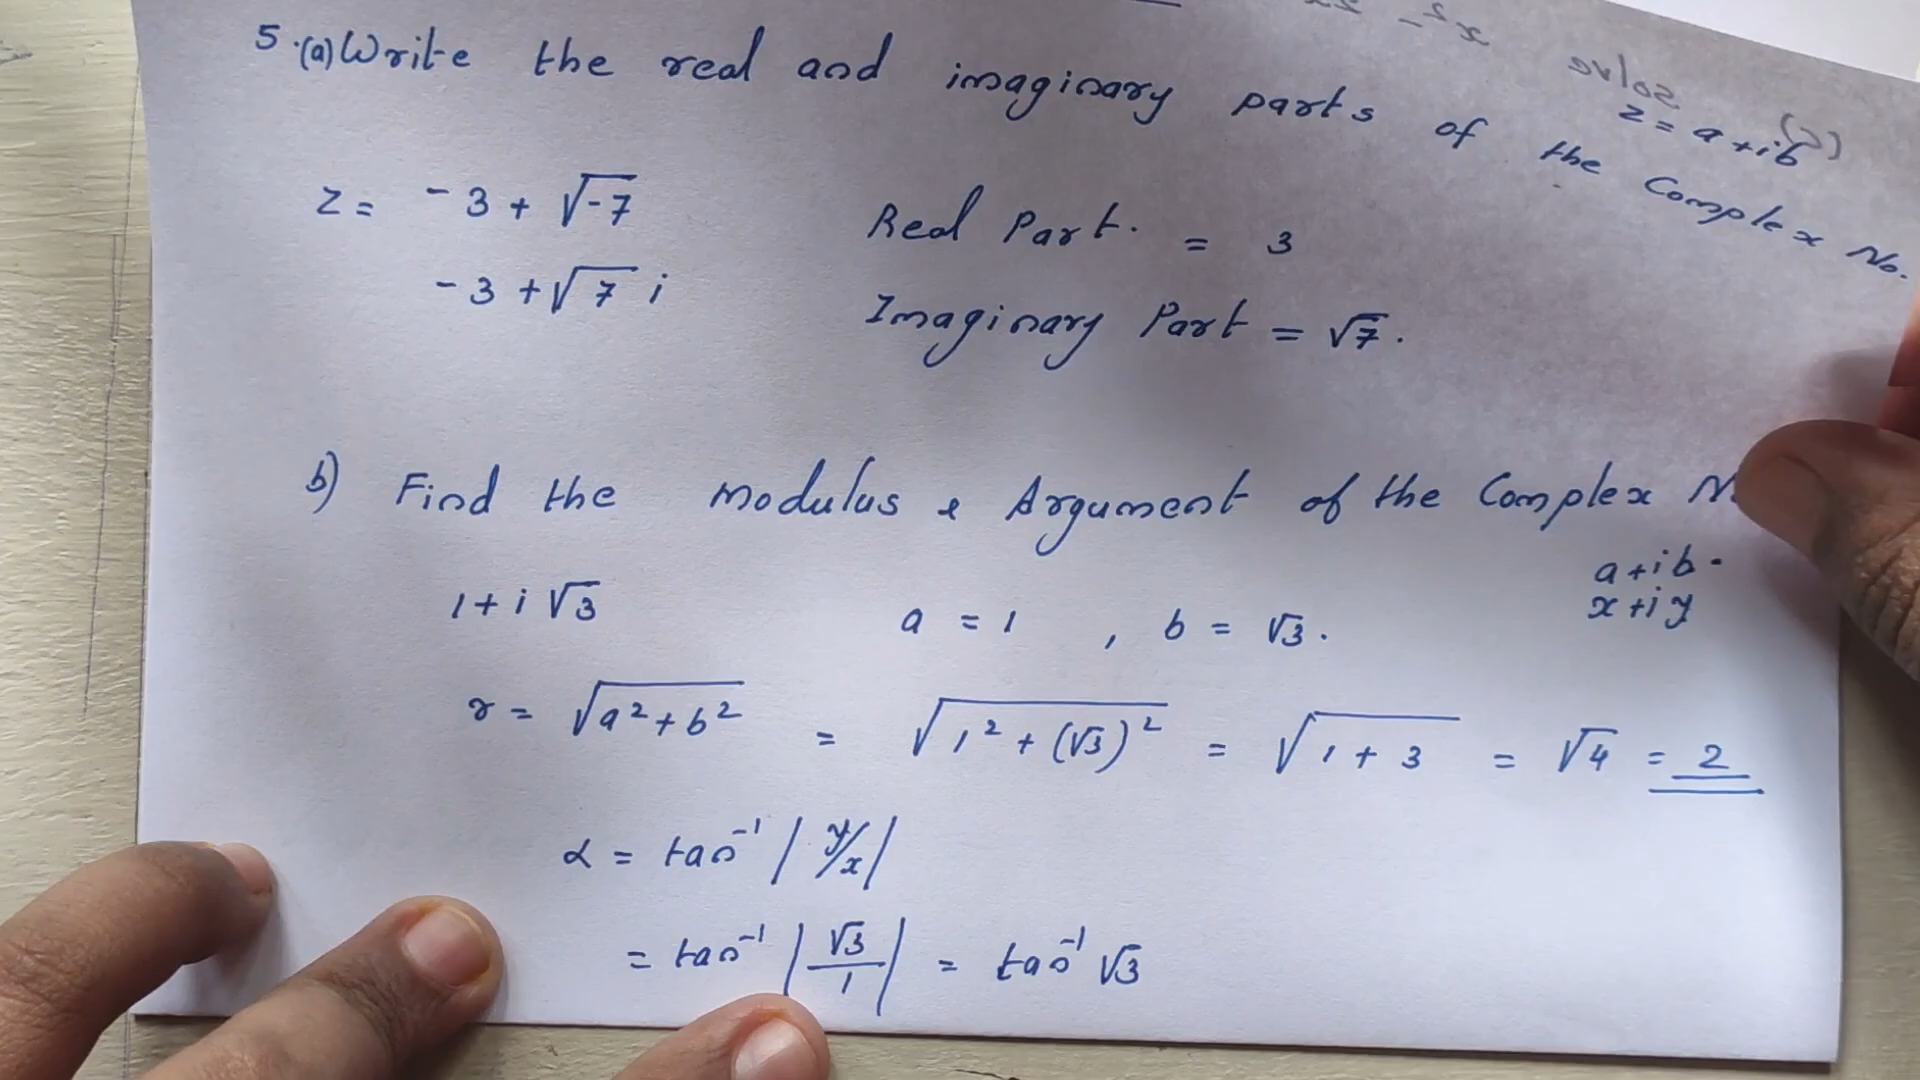 5.(a) Write the real and imaginary parts of the Complex No.
z = a + ib
z = -3 + √-7
-3 + √7 i
Real Part. = 3
Imaginary Part = √7.
b) Find the modulus & Argument of the Complex
a + ib.
x + iy
1 + i √3
a = 1 , b = √3.
r = √(a² + b²) = √(1² + (√3)²) = √(1 + 3) = √4 = 2
α = tan⁻¹ | y/x |
= tan⁻¹ | √3/1 | = tan⁻¹ √3